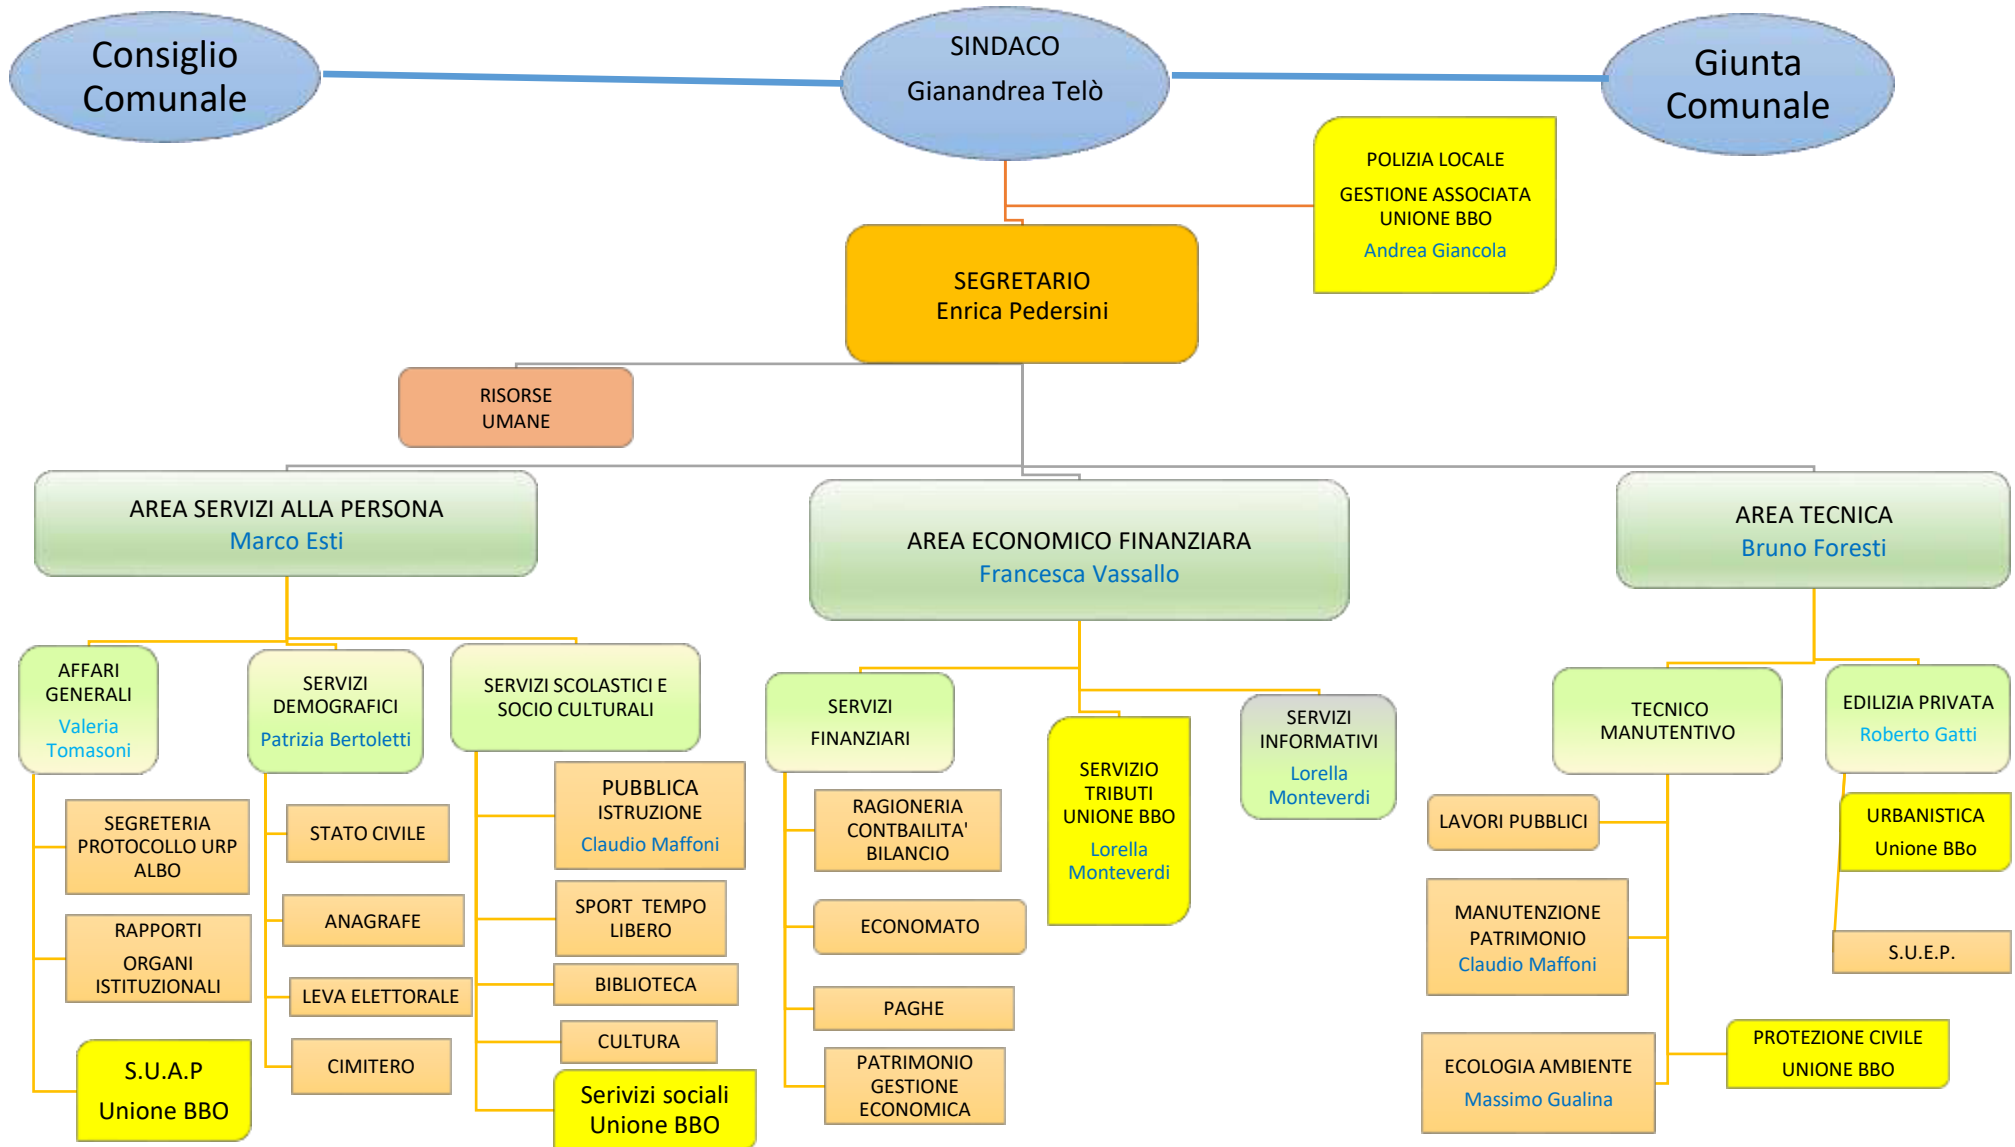 Consiglio
Comunale
SINDACO
Gianandrea Telò
Giunta
Comunale
POLIZIA LOCALE
GESTIONE ASSOCIATA
UNIONE BBO
Andrea Giancola
SEGRETARIO
Enrica Pedersini
RISORSE
UMANE
AREA SERVIZI ALLA PERSONA
Marco Esti
AREA ECONOMICO FINANZIARA
Francesca Vassallo
AREA TECNICA
Bruno Foresti
AFFARI
GENERALI
Valeria
Tomasoni
SEGRETERIA
PROTOCOLLO URP
ALBO
RAPPORTI
ORGANI
ISTITUZIONALI
S.U.A.P
Unione BBO
SERVIZI
DEMOGRAFICI
Patrizia Bertoletti
STATO CIVILE
ANAGRAFE
LEVA ELETTORALE
CIMITERO
SERVIZI SCOLASTICI E
SOCIO CULTURALI
PUBBLICA
ISTRUZIONE
Claudio Maffoni
SPORT  TEMPO
LIBERO
BIBLIOTECA
CULTURA
Serivizi sociali
Unione BBO
SERVIZI
FINANZIARI
RAGIONERIA
CONTBAILITA'
BILANCIO
ECONOMATO
PAGHE
PATRIMONIO
GESTIONE
ECONOMICA
SERVIZIO
TRIBUTI
UNIONE BBO
Lorella
Monteverdi
SERVIZI
INFORMATIVI
Lorella
Monteverdi
TECNICO
MANUTENTIVO
LAVORI PUBBLICI
MANUTENZIONE
PATRIMONIO
Claudio Maffoni
ECOLOGIA AMBIENTE
Massimo Gualina
PROTEZIONE CIVILE
UNIONE BBO
EDILIZIA PRIVATA
Roberto Gatti
URBANISTICA
Unione BBo
S.U.E.P.